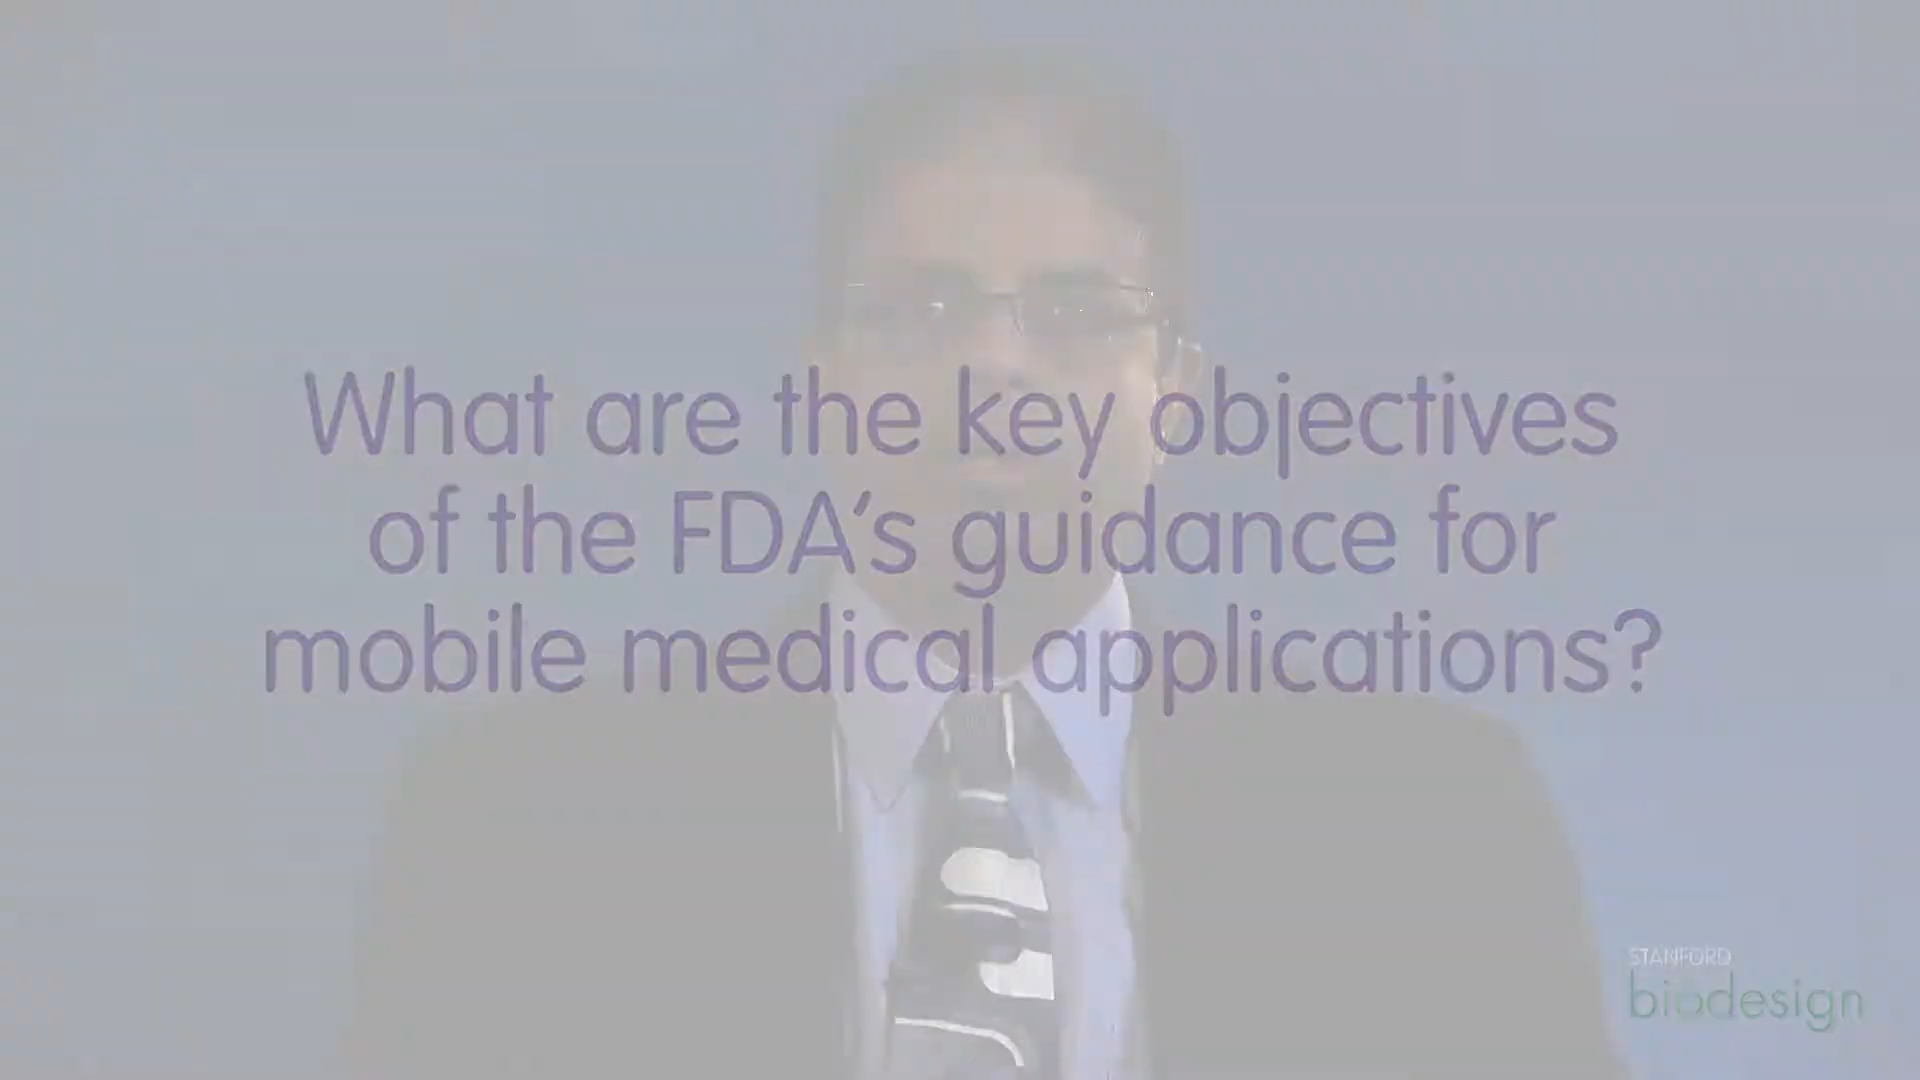 What are the key objectives
of the FDA's guidance for
mobile medical applications?
STANFORD
biodesign